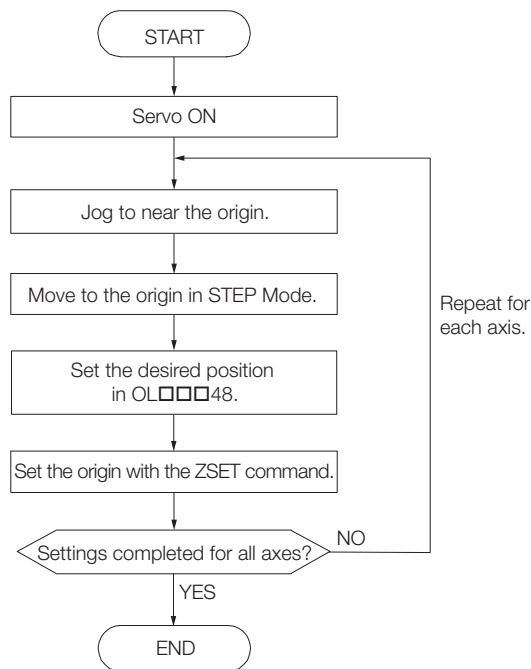 START
Servo ON
Jog to near the origin.
Move to the origin in STEP Mode.
Repeat for
each axis.
Set the desired position
in OL□□□48.
Set the origin with the ZSET command.
Settings completed for all axes?
NO
YES
END